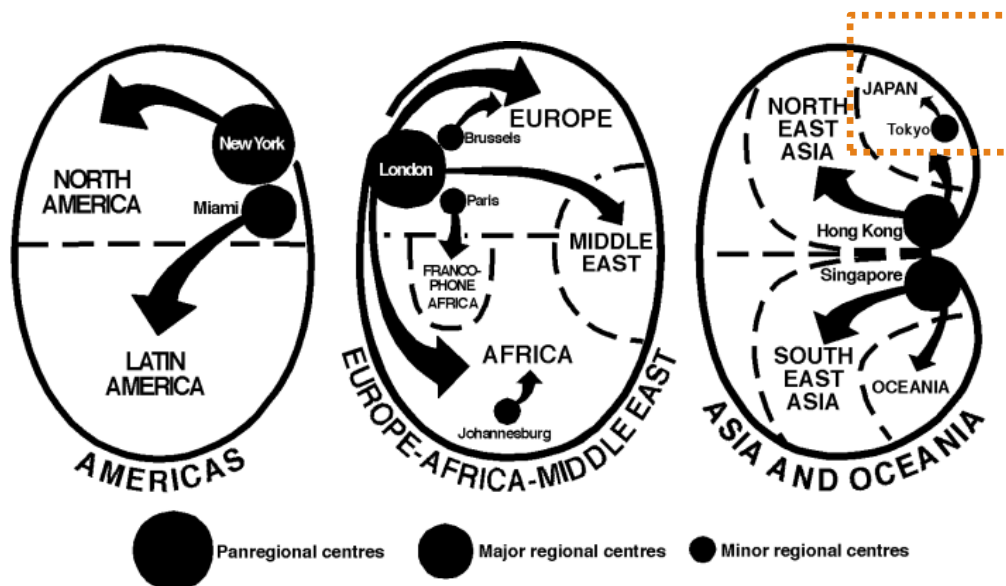 New York
NORTH
AMERICA
Miami
LATIN
AMERICA
AMERICAS
EUROPE
Brussels
London
Paris
MIDDLE
EAST
FRANCO-
PHONE
AFRICA
AFRICA
Johannesburg
EUROPE-AFRICA-MIDDLE EAST
JAPAN
NORTH
EAST
ASIA
Tokyo
Hong Kong
Singapore
SOUTH
EAST
ASIA
OCEANIA
ASIA AND OCEANIA
Panregional centres
Major regional centres
Minor regional centres